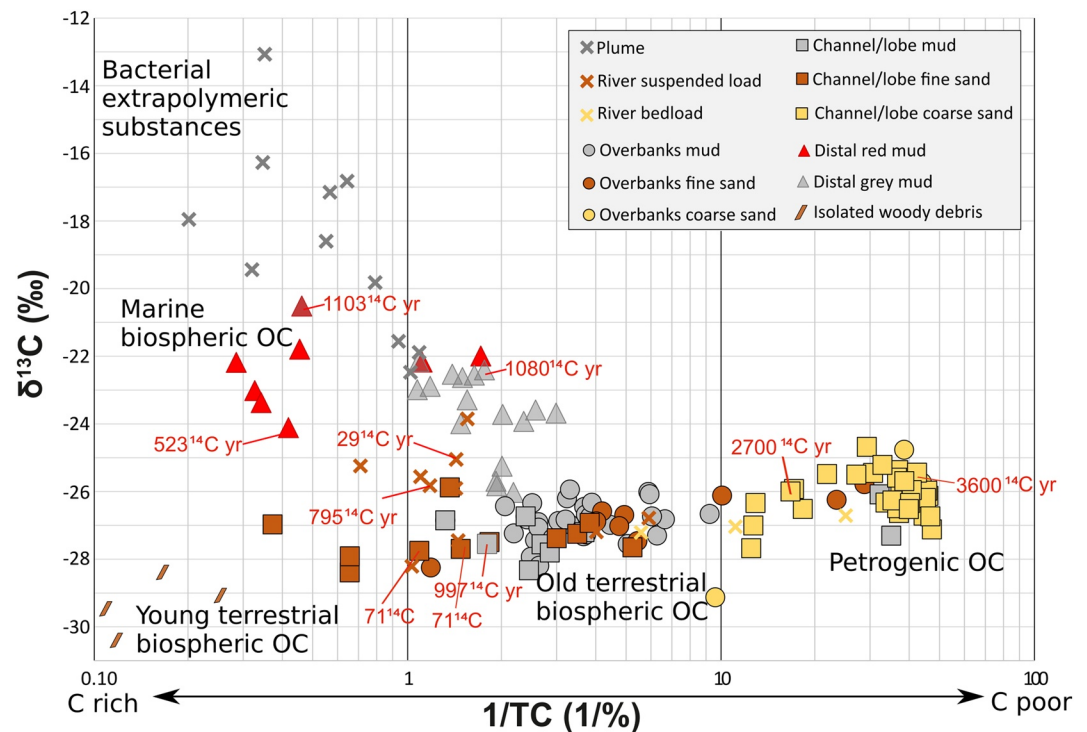 -12
-14
-16
-18
-20
-22
-24
-26
-28
-30
δ¹³C (‰)
Bacterial
extrapolymeric
substances
Plume
River suspended load
River bedload
Overbanks mud
Overbanks fine sand
Overbanks coarse sand
Channel/lobe mud
Channel/lobe fine sand
Channel/lobe coarse sand
Distal red mud
Distal grey mud
Isolated woody debris
Marine
biospheric OC
1103¹⁴C yr
1080¹⁴C yr
523¹⁴C yr
29¹⁴C yr
2700¹⁴C yr
3600¹⁴C yr
795¹⁴C yr
997¹⁴C yr
71¹⁴C
71¹⁴C
Petrogenic OC
Old terrestrial
biospheric OC
Young terrestrial
biospheric OC
0.10
1
10
100
C rich
1/TC (1/%)
C poor